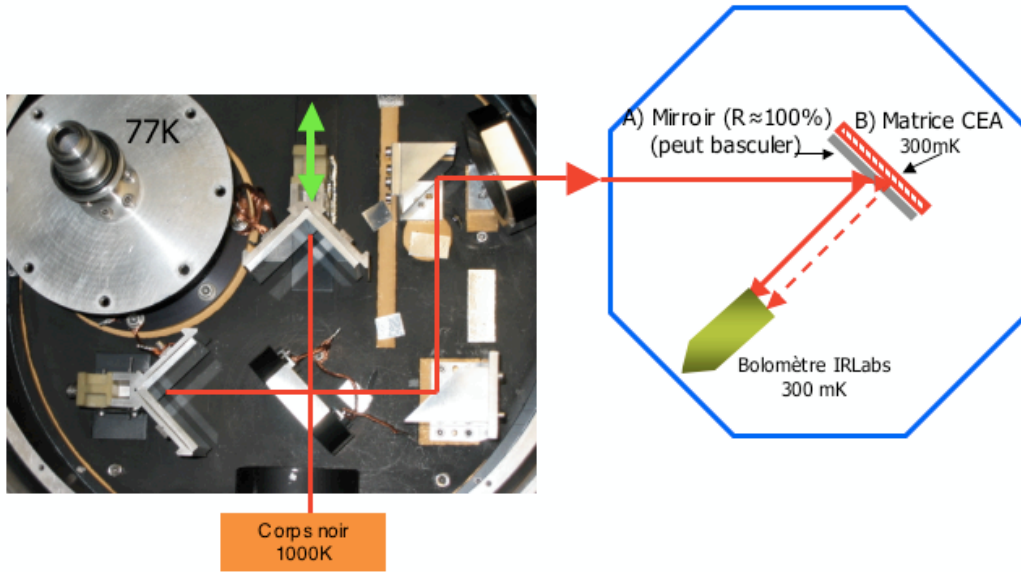 77K
A) Mirroir (R≈100%)
(peut basculer)
B) Matrice CEA
300mK
Bolomètre IRLabs
300 mK
Corps noir
1000K